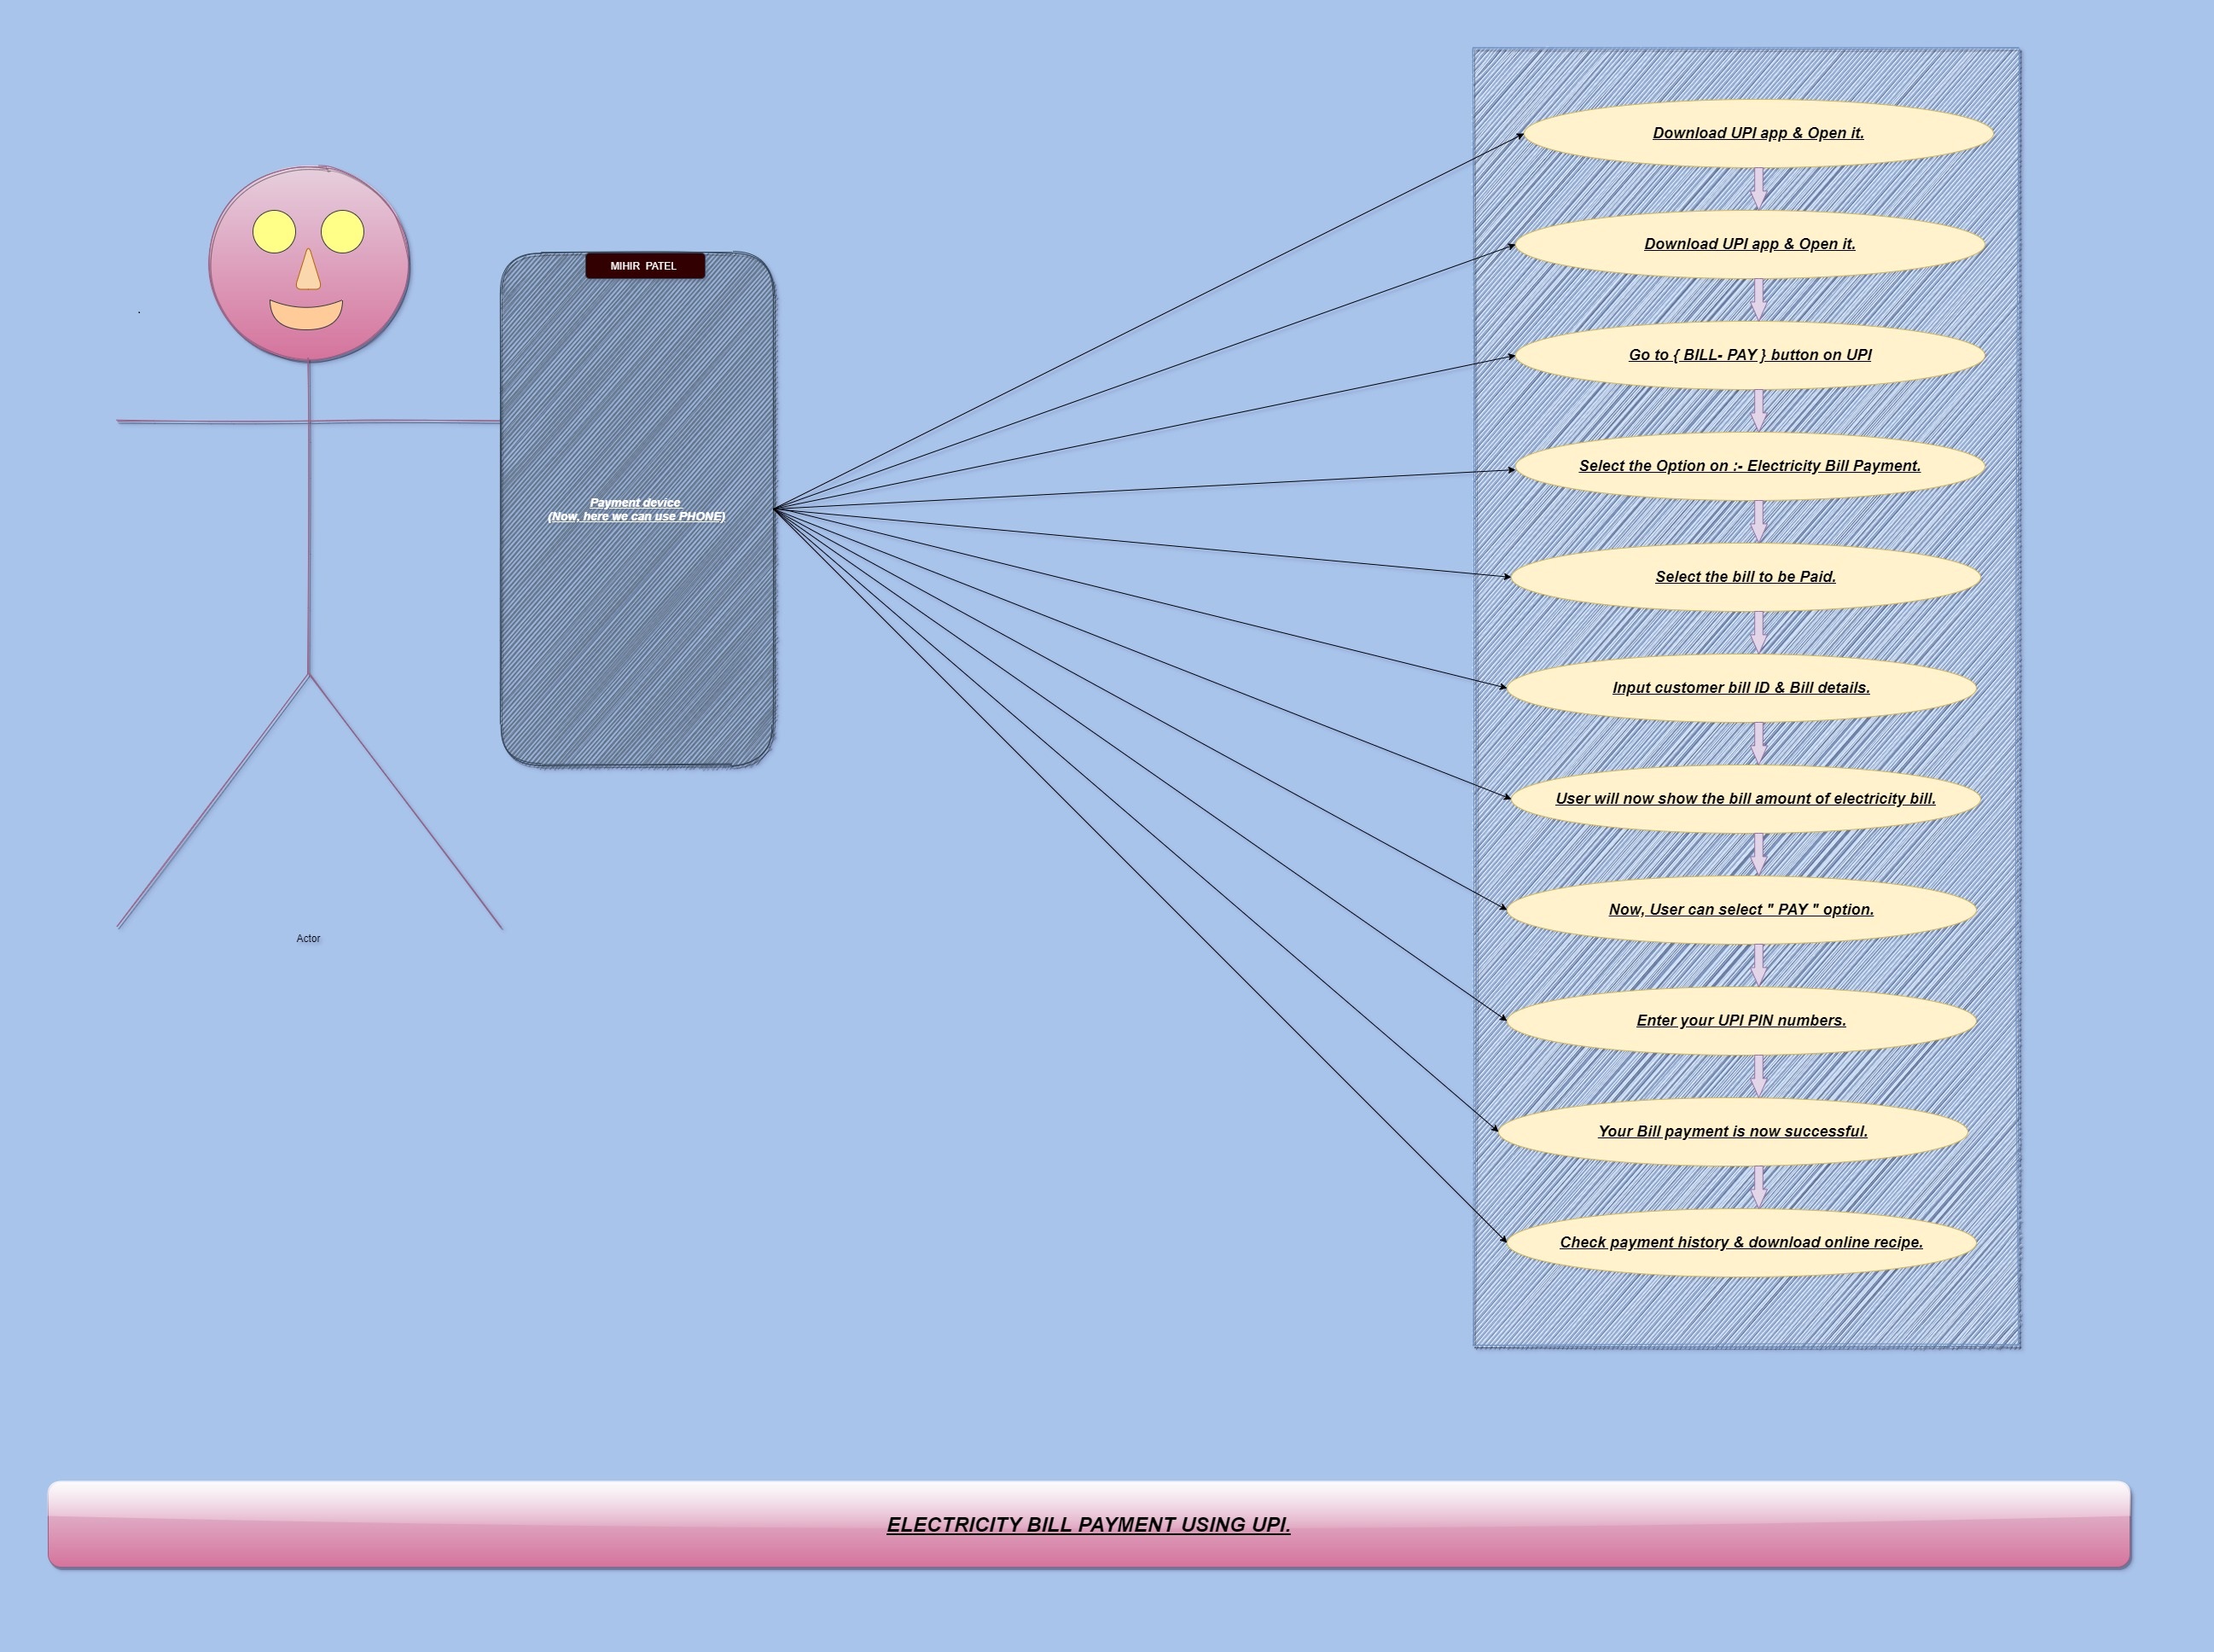 Download UPI app & Open it.
Download UPI app & Open it.
MIHIR PATEL
Go to { BILL- PAY } button on UPI
Select the Option on :- Electricity Bill Payment.
Payment device
(Now, here we can use PHONE)
Select the bill to be Paid.
Input customer bill ID & Bill details.
User will now show the bill amount of electricity bill.
Now, User can select " PAY " option.
Actor
Enter your UPI PIN numbers.
Your Bill payment is now successful.
Check payment history & download online recipe.
ELECTRICITY BILL PAYMENT USING UPI.